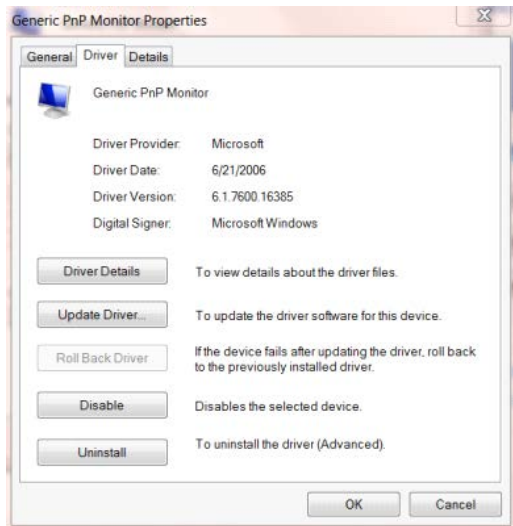 Generic PnP Monitor Properties
General Driver Details
Generic PnP Monitor
Driver Provider: Microsoft
Driver Date: 6/21/2006
Driver Version: 6.1.7600.16385
Digital Signer: Microsoft Windows
Driver Details To view details about the driver files.
Update Driver... To update the driver software for this device.
Roll Back Driver If the device fails after updating the driver, roll back
to the previously installed driver.
Disable Disables the selected device.
Uninstall To uninstall the driver (Advanced).
OK Cancel